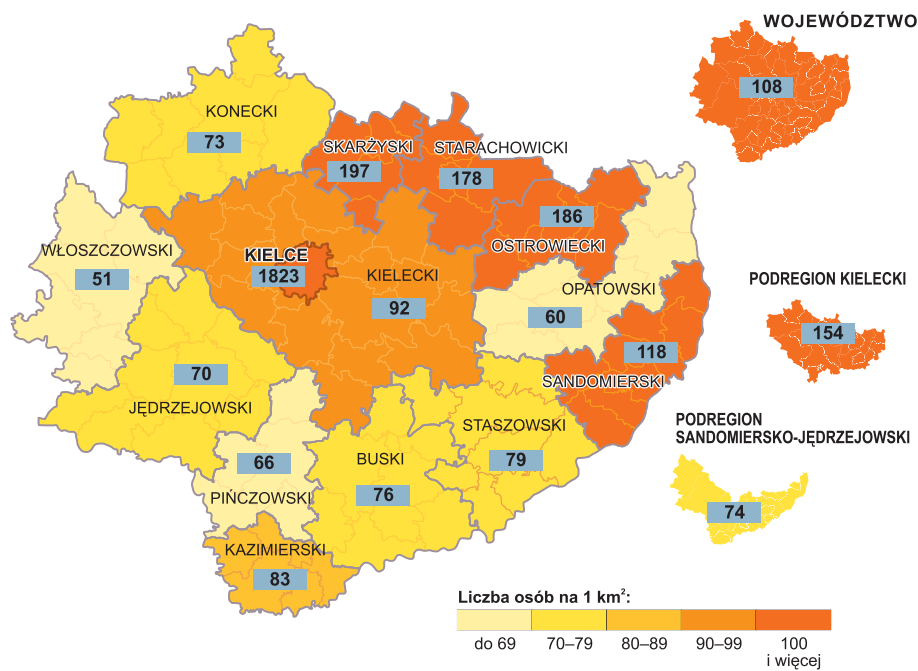 WOJEWÓDZTWO
108
KONECKI
73
SKARŻYSKI
197
STARACHOWICKI
178
186
OSTROWIECKI
WŁOSZCZOWSKI
51
KIELCE
1823
KIELECKI
92
OPATOWSKI
60
PODREGION KIELECKI
154
118
SANDOMIERSKI
70
JĘDRZEJOWSKI
STASZOWSKI
79
PODREGION
SANDOMIERSKO-JĘDRZEJOWSKI
74
66
PIŃCZOWSKI
BUSKI
76
KAZIMIERSKI
83
Liczba osób na 1 km²:
do 69 70–79 80–89 90–99 100
i więcej